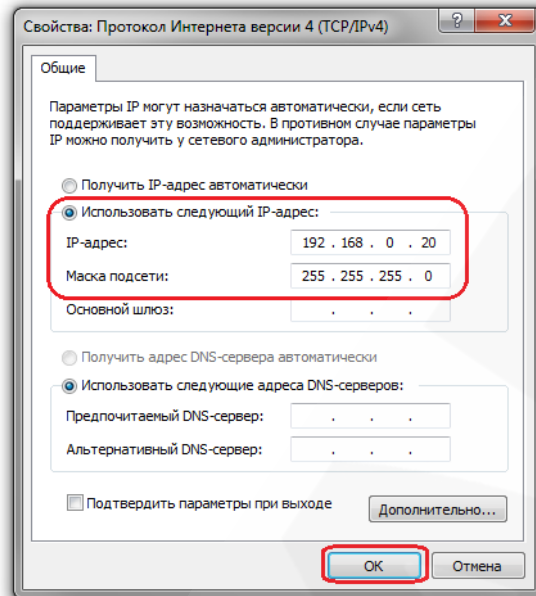 Свойства: Протокол Интернета версии 4 (TCP/IPv4)
Общие
Параметры IP могут назначаться автоматически, если сеть
поддерживает эту возможность. В противном случае параметры
IP можно получить у сетевого администратора.
Получить IP-адрес автоматически
Использовать следующий IP-адрес:
IP-адрес: 192 . 168 . 0 . 20
Маска подсети: 255 . 255 . 255 . 0
Основной шлюз: . . .
Получить адрес DNS-сервера автоматически
Использовать следующие адреса DNS-серверов:
Предпочитаемый DNS-сервер: . . .
Альтернативный DNS-сервер: . . .
Подтвердить параметры при выходе
Дополнительно...
OK Отмена